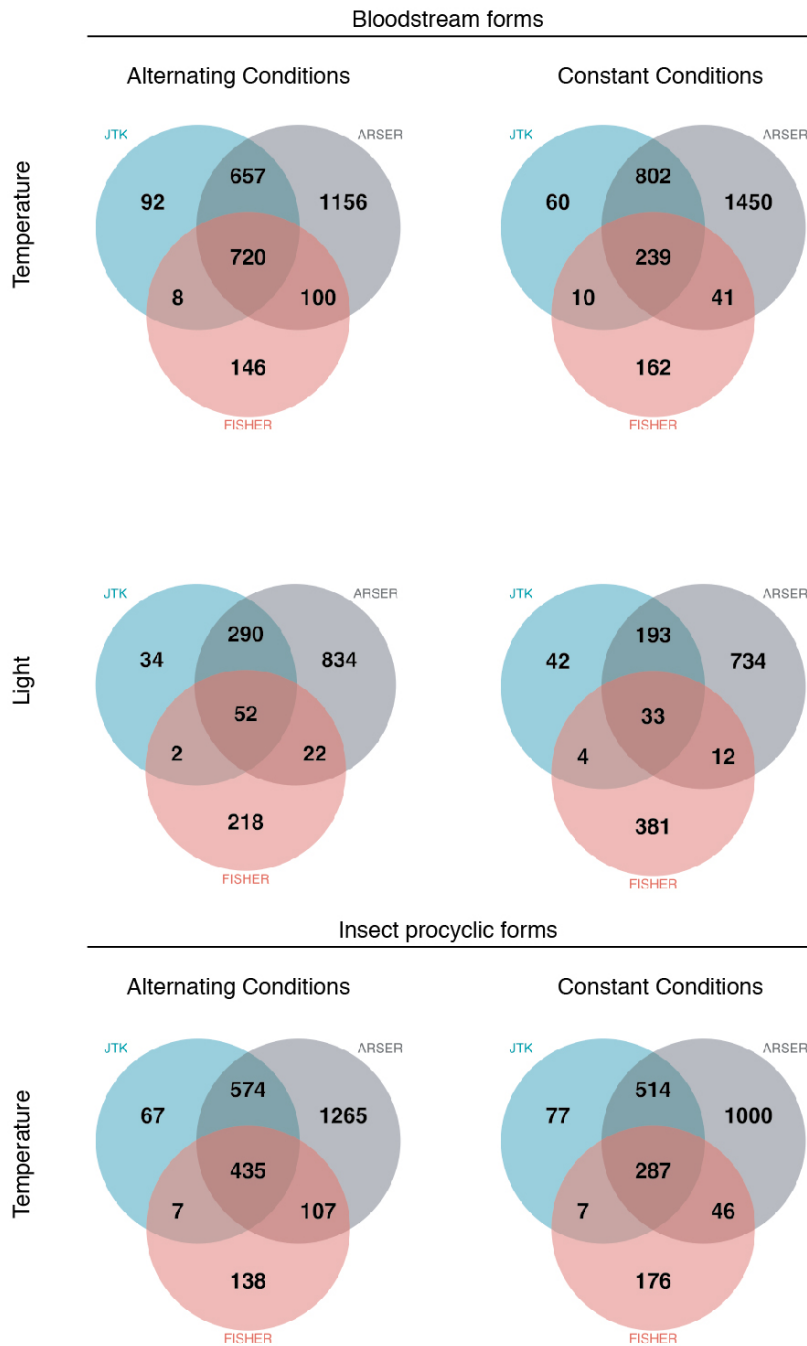 Bloodstream forms
Alternating Conditions Constant Conditions
Temperature
JTK ARSER JTK ARSER
657 802
92 1156 60 1450
720 239
8 100 10 41
146 162
FISHER FISHER
Light
JTK ARSER JTK ARSER
290 193
34 834 42 734
52 33
2 22 4 12
218 381
FISHER FISHER
Insect procyclic forms
Alternating Conditions Constant Conditions
Temperature
JTK ARSER JTK ARSER
574 514
67 1265 77 1000
435 287
7 107 7 46
138 176
FISHER FISHER